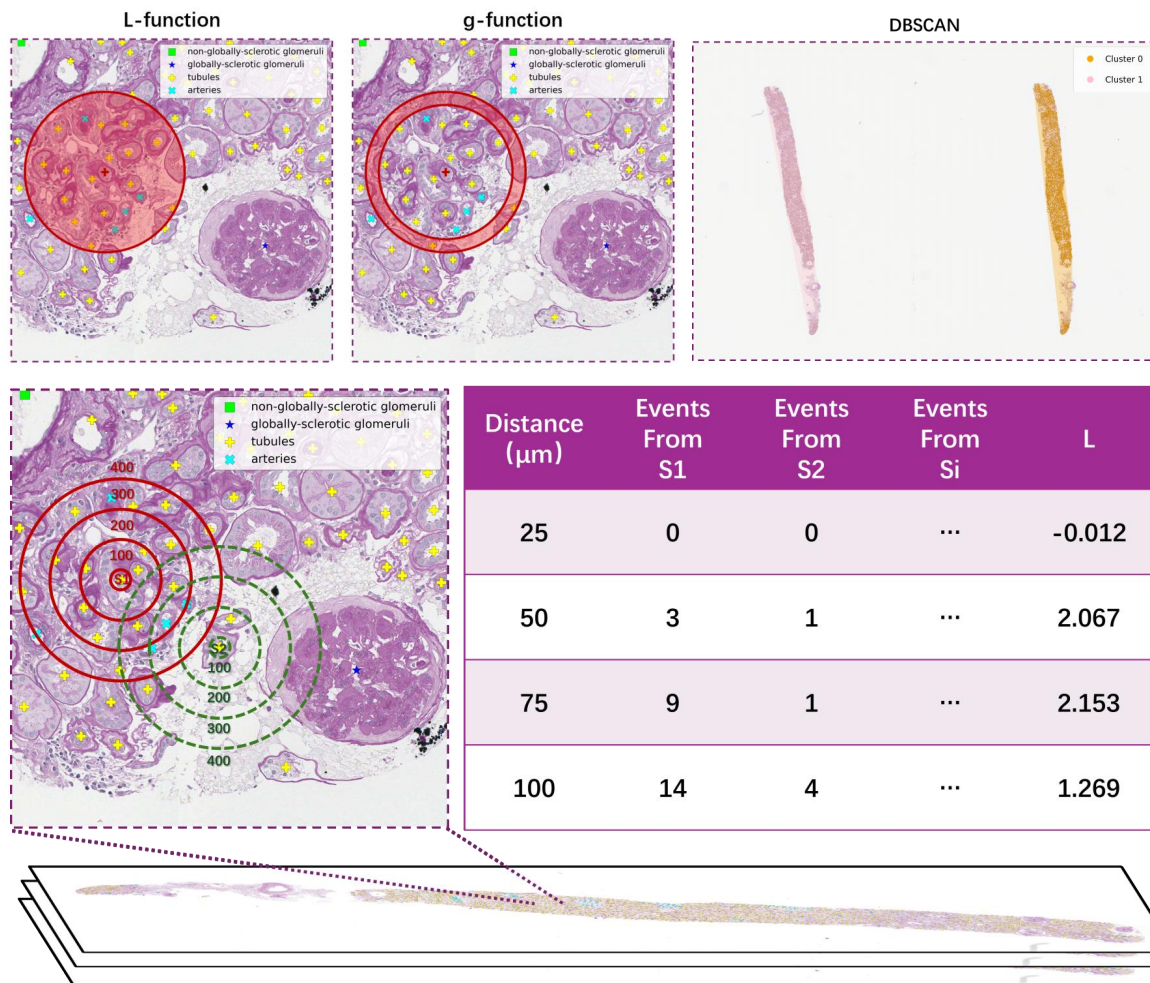 L-function
g-function
DBSCAN
non-globally-sclerotic glomeruli
globally-sclerotic glomeruli
tubules
arteries
non-globally-sclerotic glomeruli
globally-sclerotic glomeruli
tubules
arteries
Cluster 0
Cluster 1
non-globally-sclerotic glomeruli
globally-sclerotic glomeruli
tubules
arteries
400
300
200
100
S1
S2
100
200
300
400
Distance (μm) Events From S1 Events From S2 Events From Si L
25 0 0 ... -0.012
50 3 1 ... 2.067
75 9 1 ... 2.153
100 14 4 ... 1.269